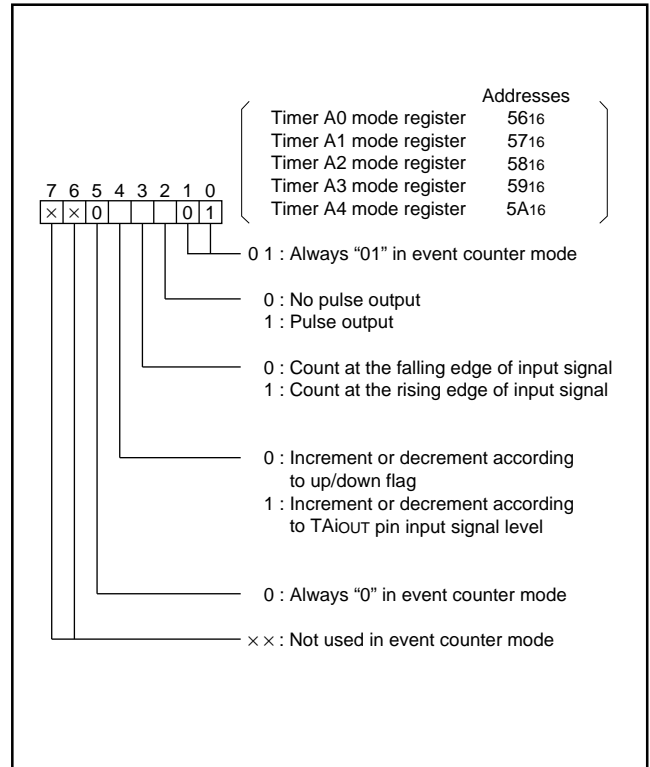 Addresses
Timer A0 mode register 5616
Timer A1 mode register 5716
Timer A2 mode register 5816
Timer A3 mode register 5916
Timer A4 mode register 5A16
7 6 5 4 3 2 1 0
× × 0 0 1
0 1 : Always “01” in event counter mode
0 : No pulse output
1 : Pulse output
0 : Count at the falling edge of input signal
1 : Count at the rising edge of input signal
0 : Increment or decrement according
to up/down flag
1 : Increment or decrement according
to TAiOUT pin input signal level
0 : Always “0” in event counter mode
× × : Not used in event counter mode